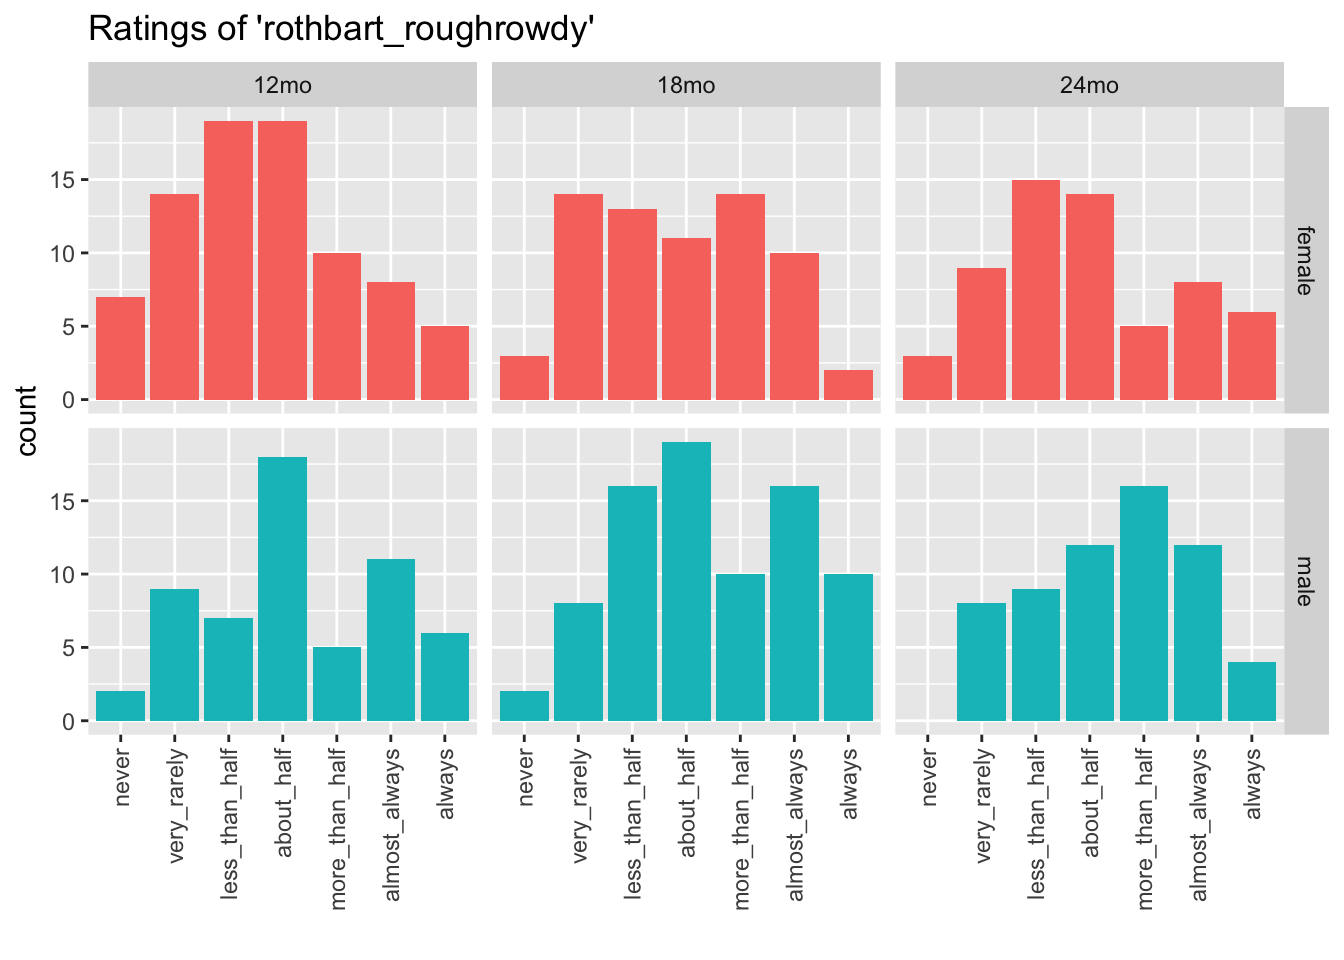 Ratings of 'rothbart_roughrowdy'
12mo 18mo 24mo
15
10
5
0
female
count
15
10
5
0
male
never very_rarely less_than_half about_half more_than_half almost_always always never very_rarely less_than_half about_half more_than_half almost_always always never very_rarely less_than_half about_half more_than_half almost_always always